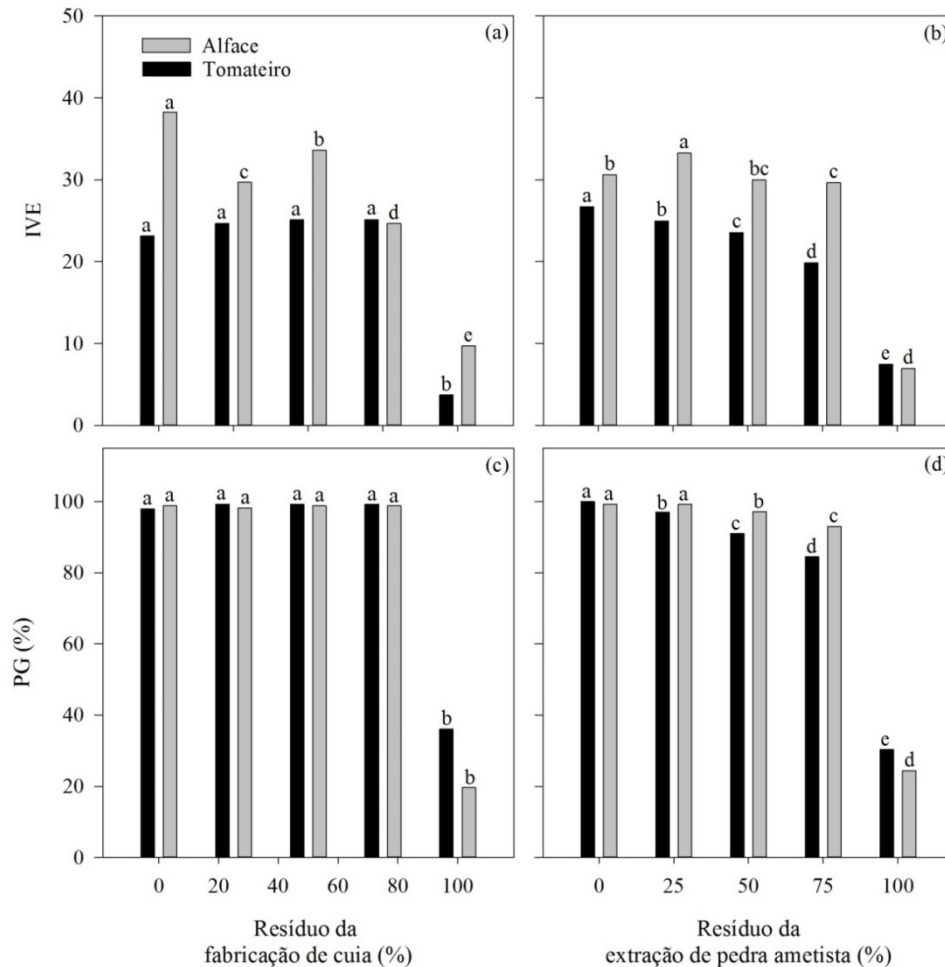 50
40
30
20
10
0
IVE
Alface
Tomateiro
(a)
a a a c a b a d b e
(b)
a b b a c bc d b e d
100
80
60
40
20
0
PG (%)
(c)
a a a a a a a a b b
(d)
a a b a c b d c e d
0 20 40 60 80 100
0 25 50 75 100
Resíduo da
fabricação de cuia (%)
Resíduo da
extração de pedra ametista (%)